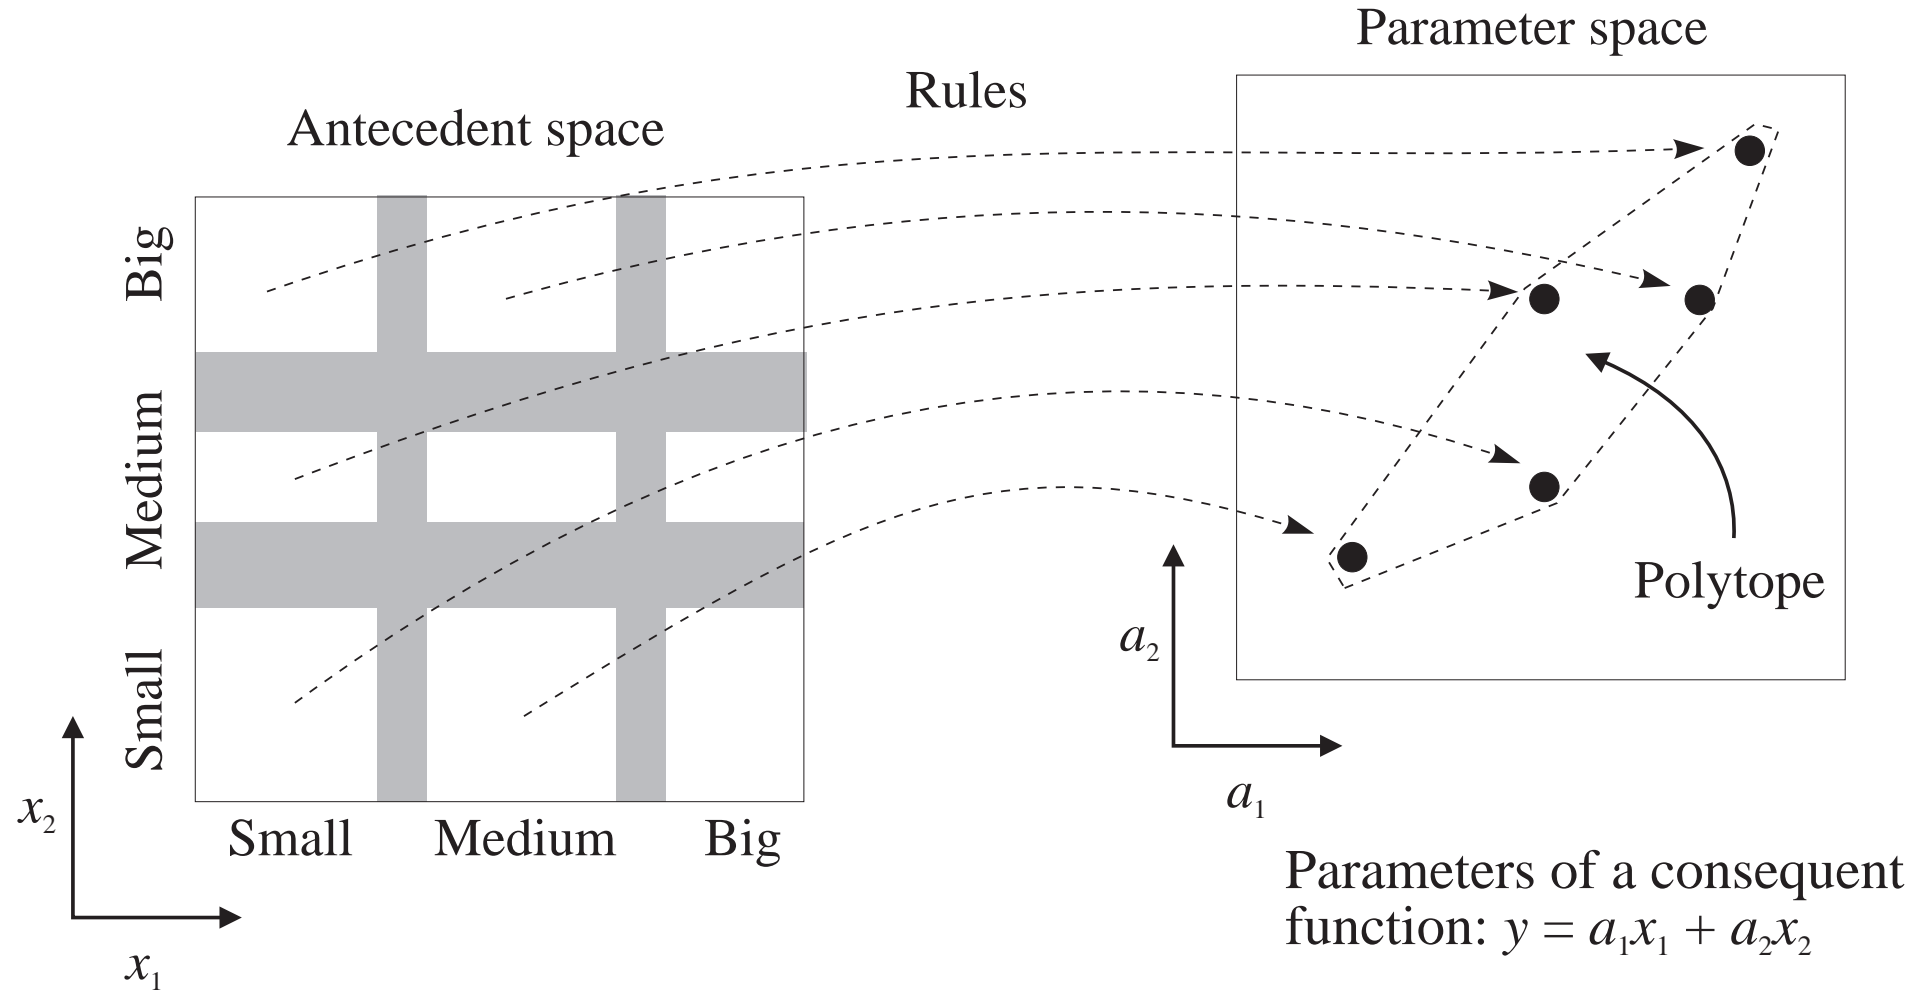 Parameter space
Rules
Antecedent space
Big
Medium
Small
Small Medium Big
x₂
x₁
a₂
a₁
Polytope
Parameters of a consequent
function: y = a₁x₁ + a₂x₂